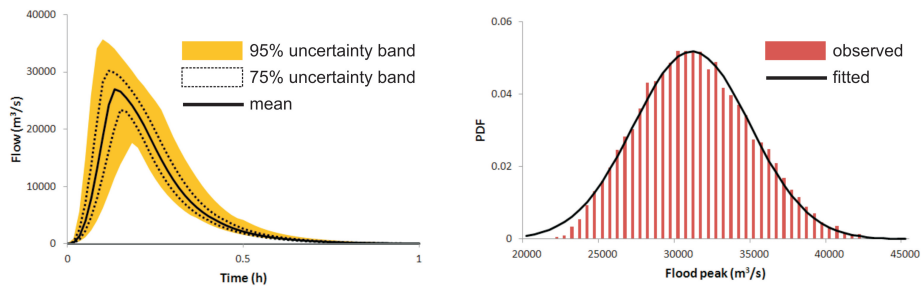 40000
30000
20000
10000
0
Flow (m³/s)
95% uncertainty band
75% uncertainty band
mean
0
0.5
1
Time (h)
0.06
0.04
0.02
0
PDF
observed
fitted
20000
25000
30000
35000
40000
45000
Flood peak (m³/s)